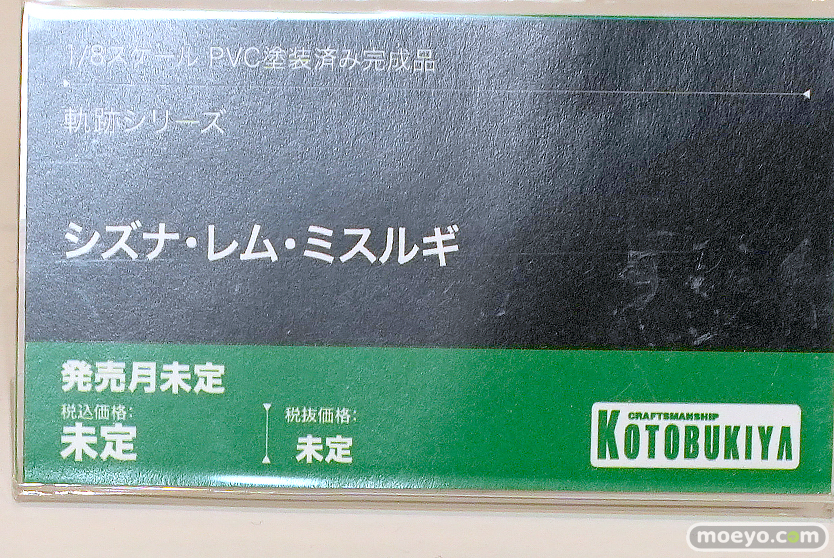 1/8スケール PVC塗装済み完成品
軌跡シリーズ
シズナ・レム・ミスルギ
発売月未定
税込価格:
未定
税抜価格:
未定
CRAFTSMANSHIP
KOTOBUKIYA
moeyo.com